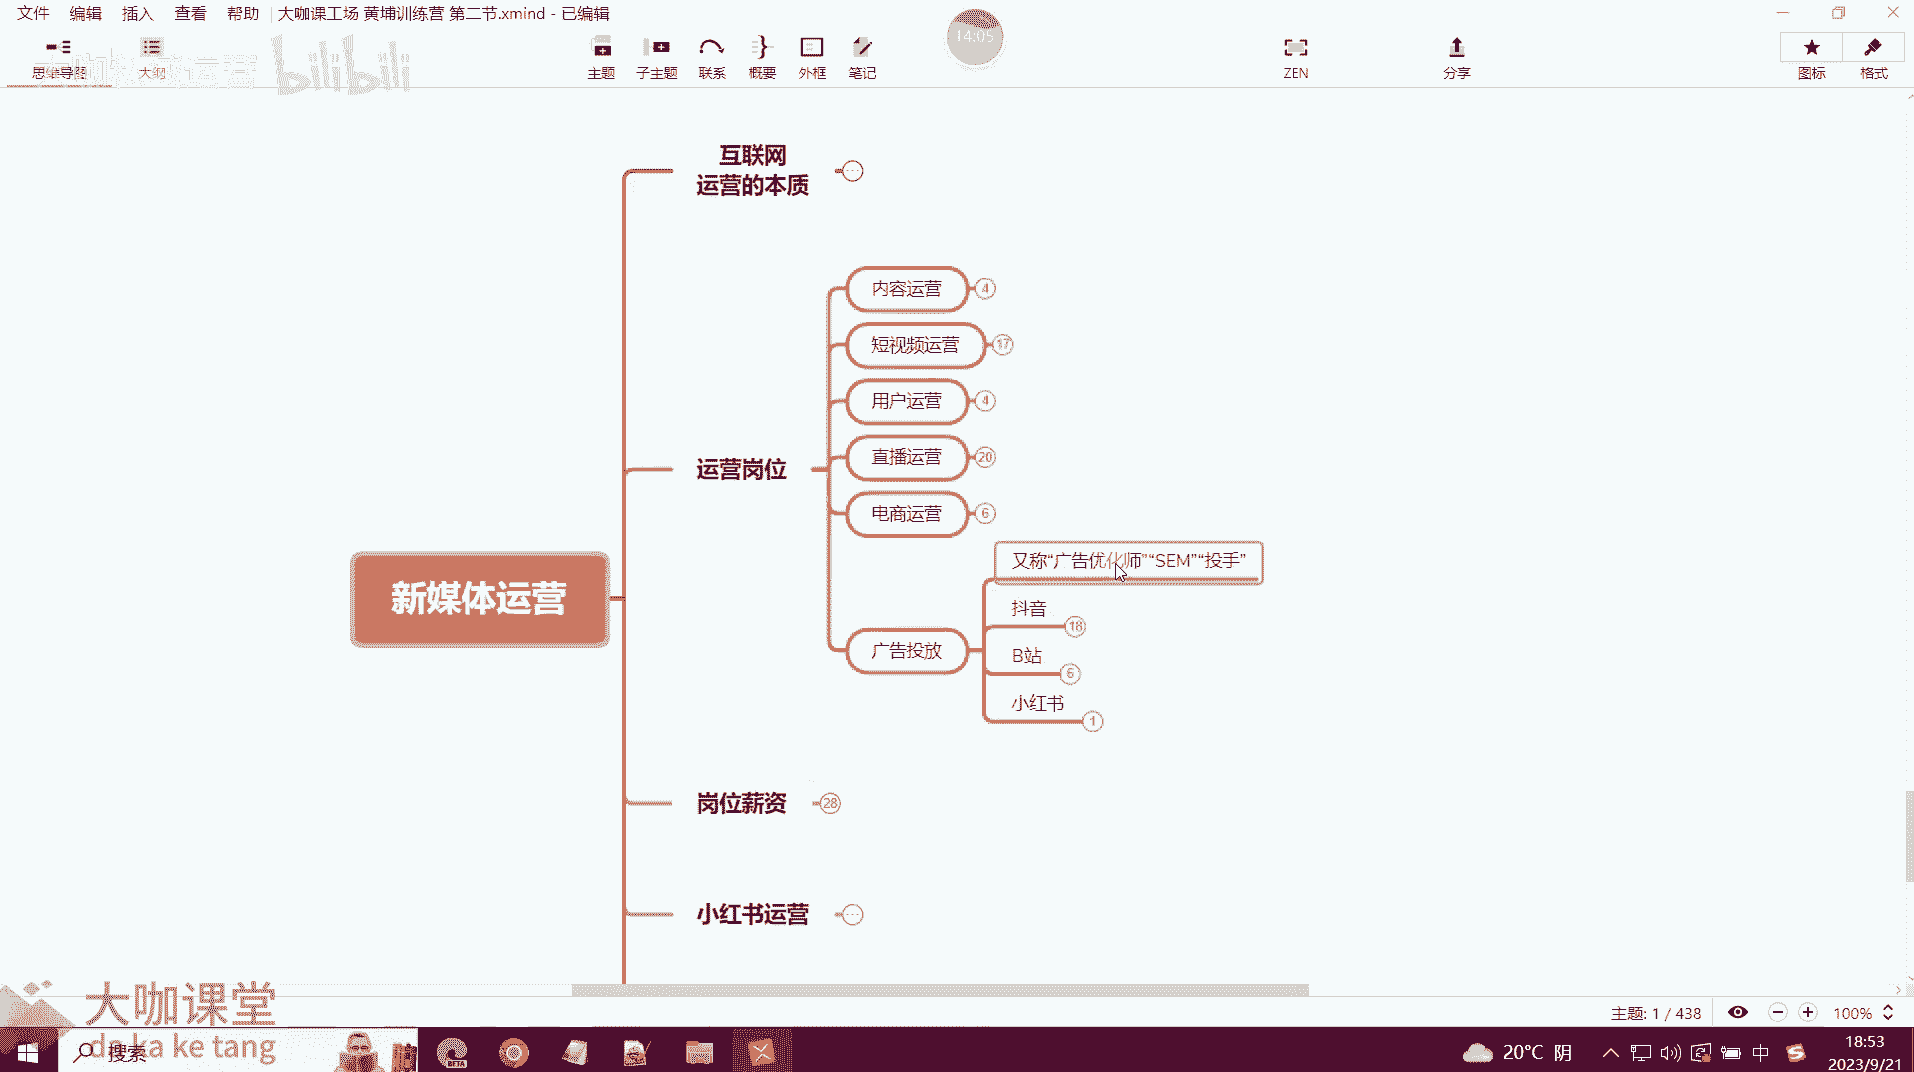 文件 编辑 插入 查看 帮助 大咖课工场 黄埔训练营 第二节.xmind - 已编辑
思维导图 大纲 主题 子主题 联系 概要 外框 笔记 ZEN 分享 图标 格式
bilibili
14:05
互联网
运营的本质
内容运营 4
短视频运营 17
用户运营 4
直播运营 20
运营岗位
电商运营 6
又称“广告优化师”“SEM”“投手”
新媒体运营
抖音 18
广告投放
B站 6
小红书 1
岗位薪资 28
小红书运营
大咖课堂
da ka ke tang
主题: 1 / 438 100%
搜索
BETA
20°C 阴 中 18:53
2023/9/21